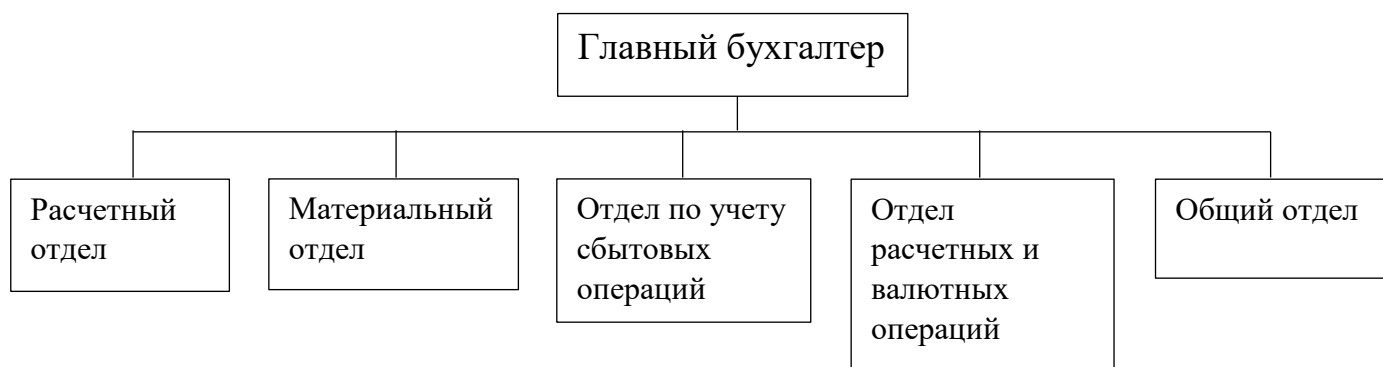 Главный бухгалтер
Расчетный
отдел
Материальный
отдел
Отдел по учету
сбытовых
операций
Отдел
расчетных и
валютных
операций
Общий отдел